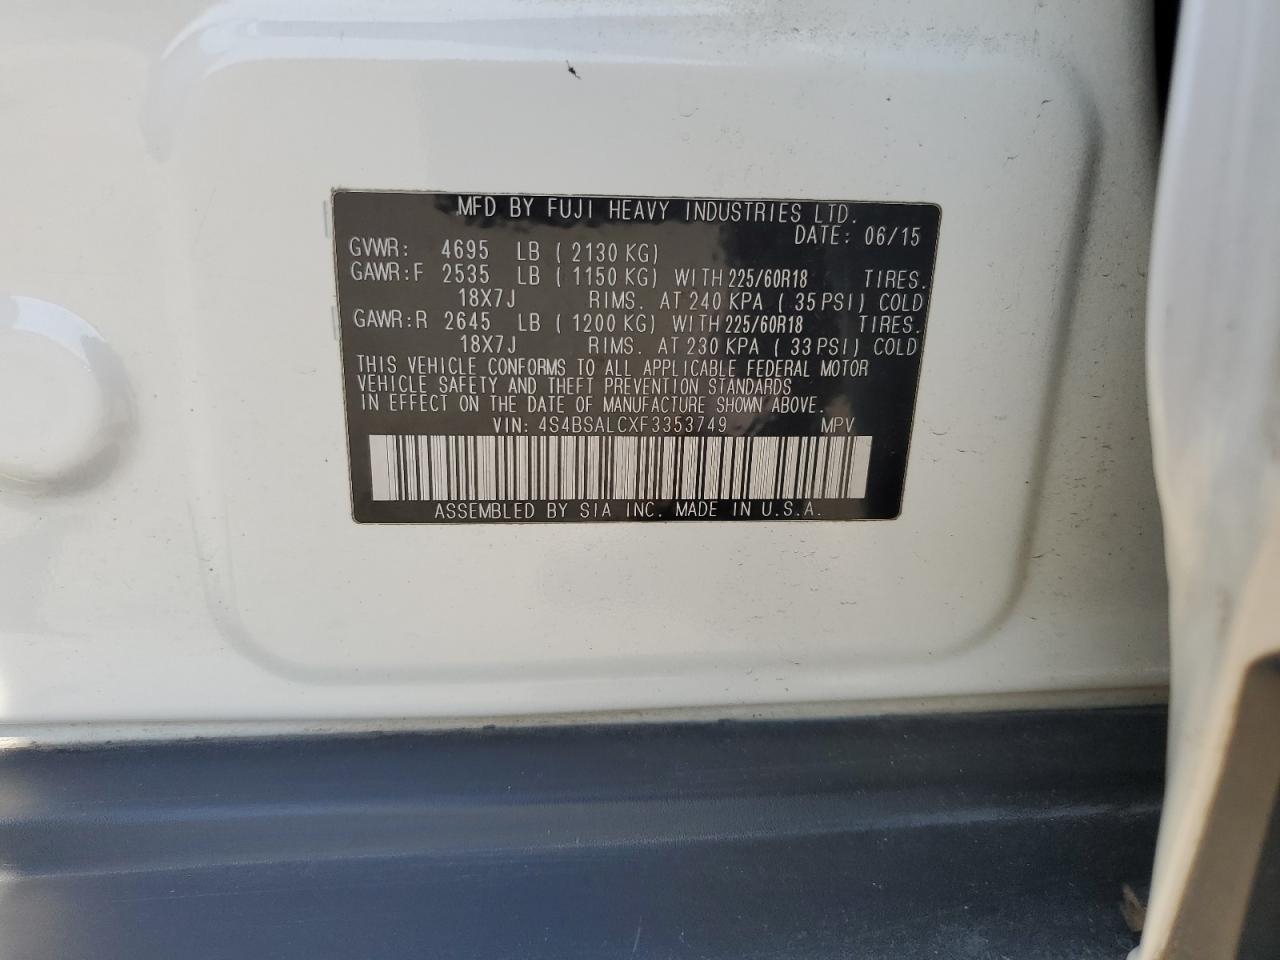 MFD BY FUJI HEAVY INDUSTRIES LTD.
DATE: 06/15
GVWR: 4695 LB ( 2130 KG)
GAWR:F 2535 LB ( 1150 KG) WITH 225/60R18 TIRES.
18X7J RIMS. AT 240 KPA ( 35 PSI) COLD
GAWR:R 2645 LB ( 1200 KG) WITH 225/60R18 TIRES.
18X7J RIMS. AT 230 KPA ( 33 PSI) COLD
THIS VEHICLE CONFORMS TO ALL APPLICABLE FEDERAL MOTOR
VEHICLE SAFETY AND THEFT PREVENTION STANDARDS
IN EFFECT ON THE DATE OF MANUFACTURE SHOWN ABOVE.
VIN: 4S4BSALCXF3353749 MPV
ASSEMBLED BY SIA INC. MADE IN U.S.A.